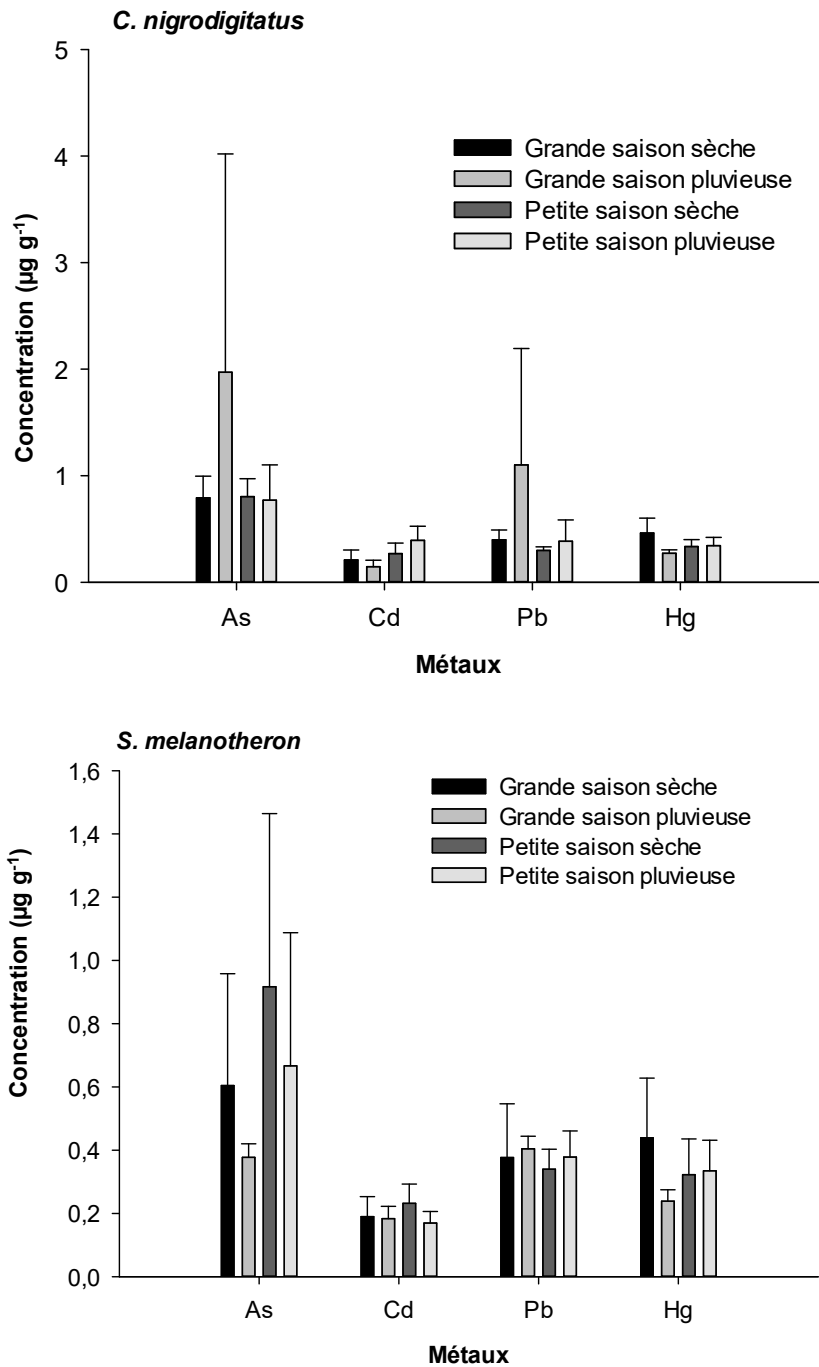 C. nigrodigitatus
5
4
3
2
1
0
Concentration (µg g-1)
Grande saison sèche
Grande saison pluvieuse
Petite saison sèche
Petite saison pluvieuse
As Cd Pb Hg
Métaux
S. melanotheron
1,6
1,4
1,2
1,0
0,8
0,6
0,4
0,2
0,0
Concentration (µg g-1)
Grande saison sèche
Grande saison pluvieuse
Petite saison sèche
Petite saison pluvieuse
As Cd Pb Hg
Métaux